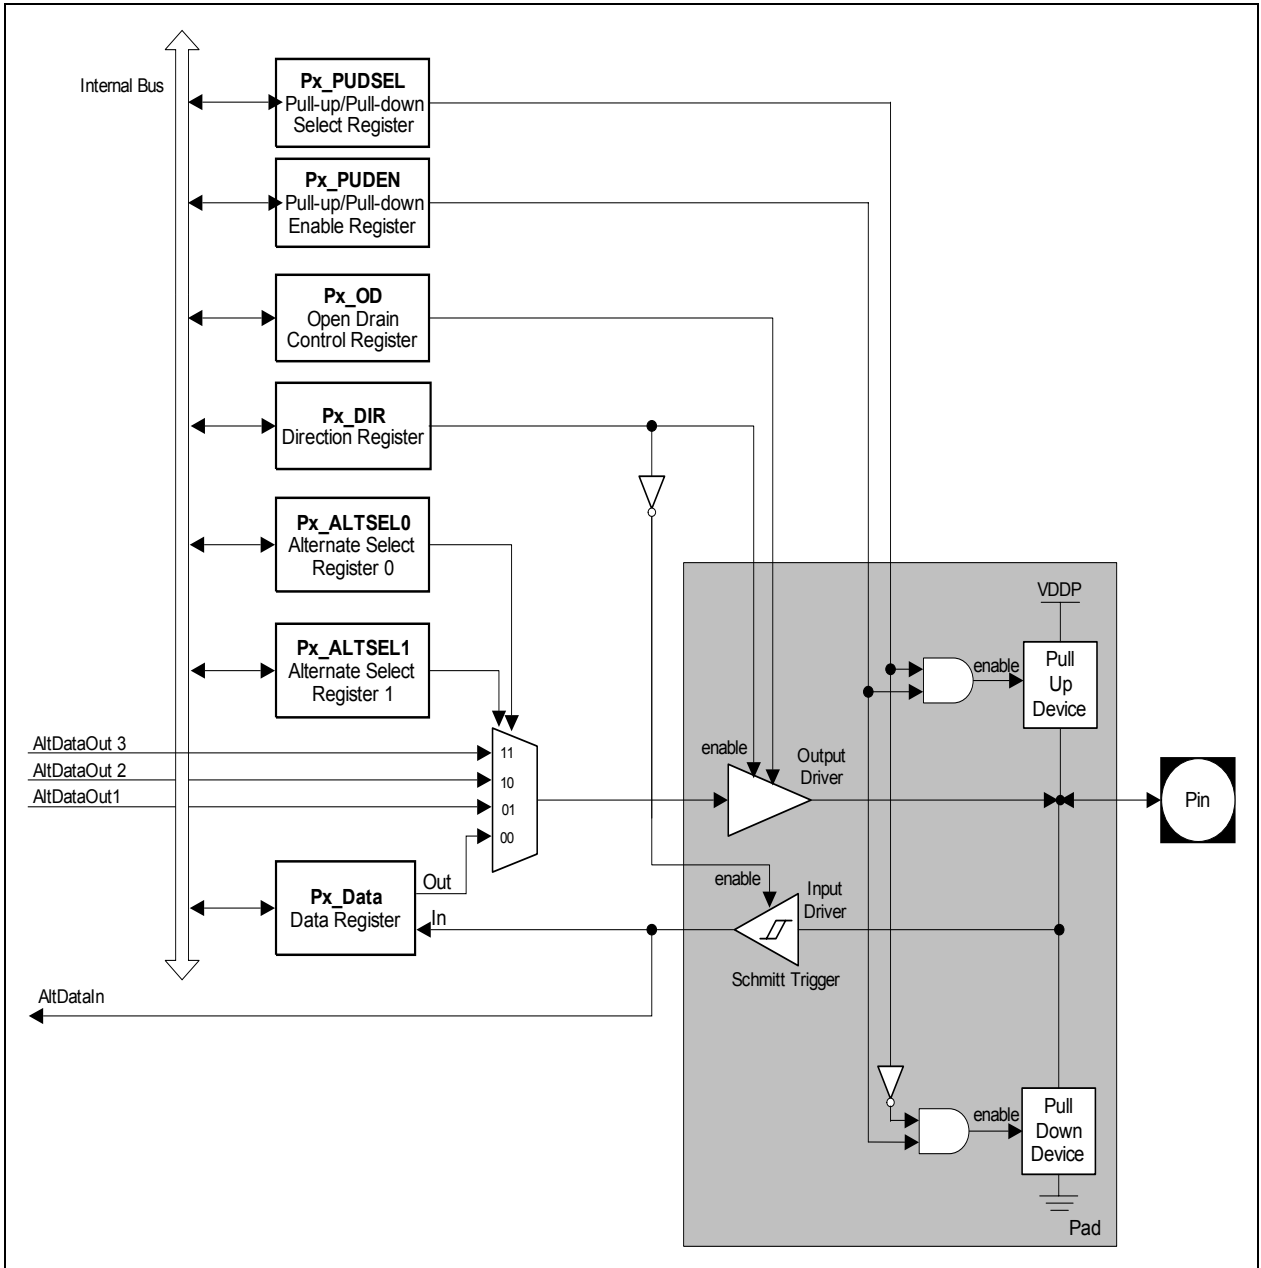 Internal Bus
Px_PUDSEL
Pull-up/Pull-down
Select Register
Px_PUDEN
Pull-up/Pull-down
Enable Register
Px_OD
Open Drain
Control Register
Px_DIR
Direction Register
Px_ALTSEL0
Alternate Select
Register 0
Px_ALTSEL1
Alternate Select
Register 1
AltDataOut 3
AltDataOut 2
AltDataOut1
11
10
01
00
Px_Data
Data Register
Out
In
AltDataIn
enable
Output
Driver
enable
Input
Driver
Schmitt Trigger
VDDP
enable
Pull
Up
Device
Pin
enable
Pull
Down
Device
Pad